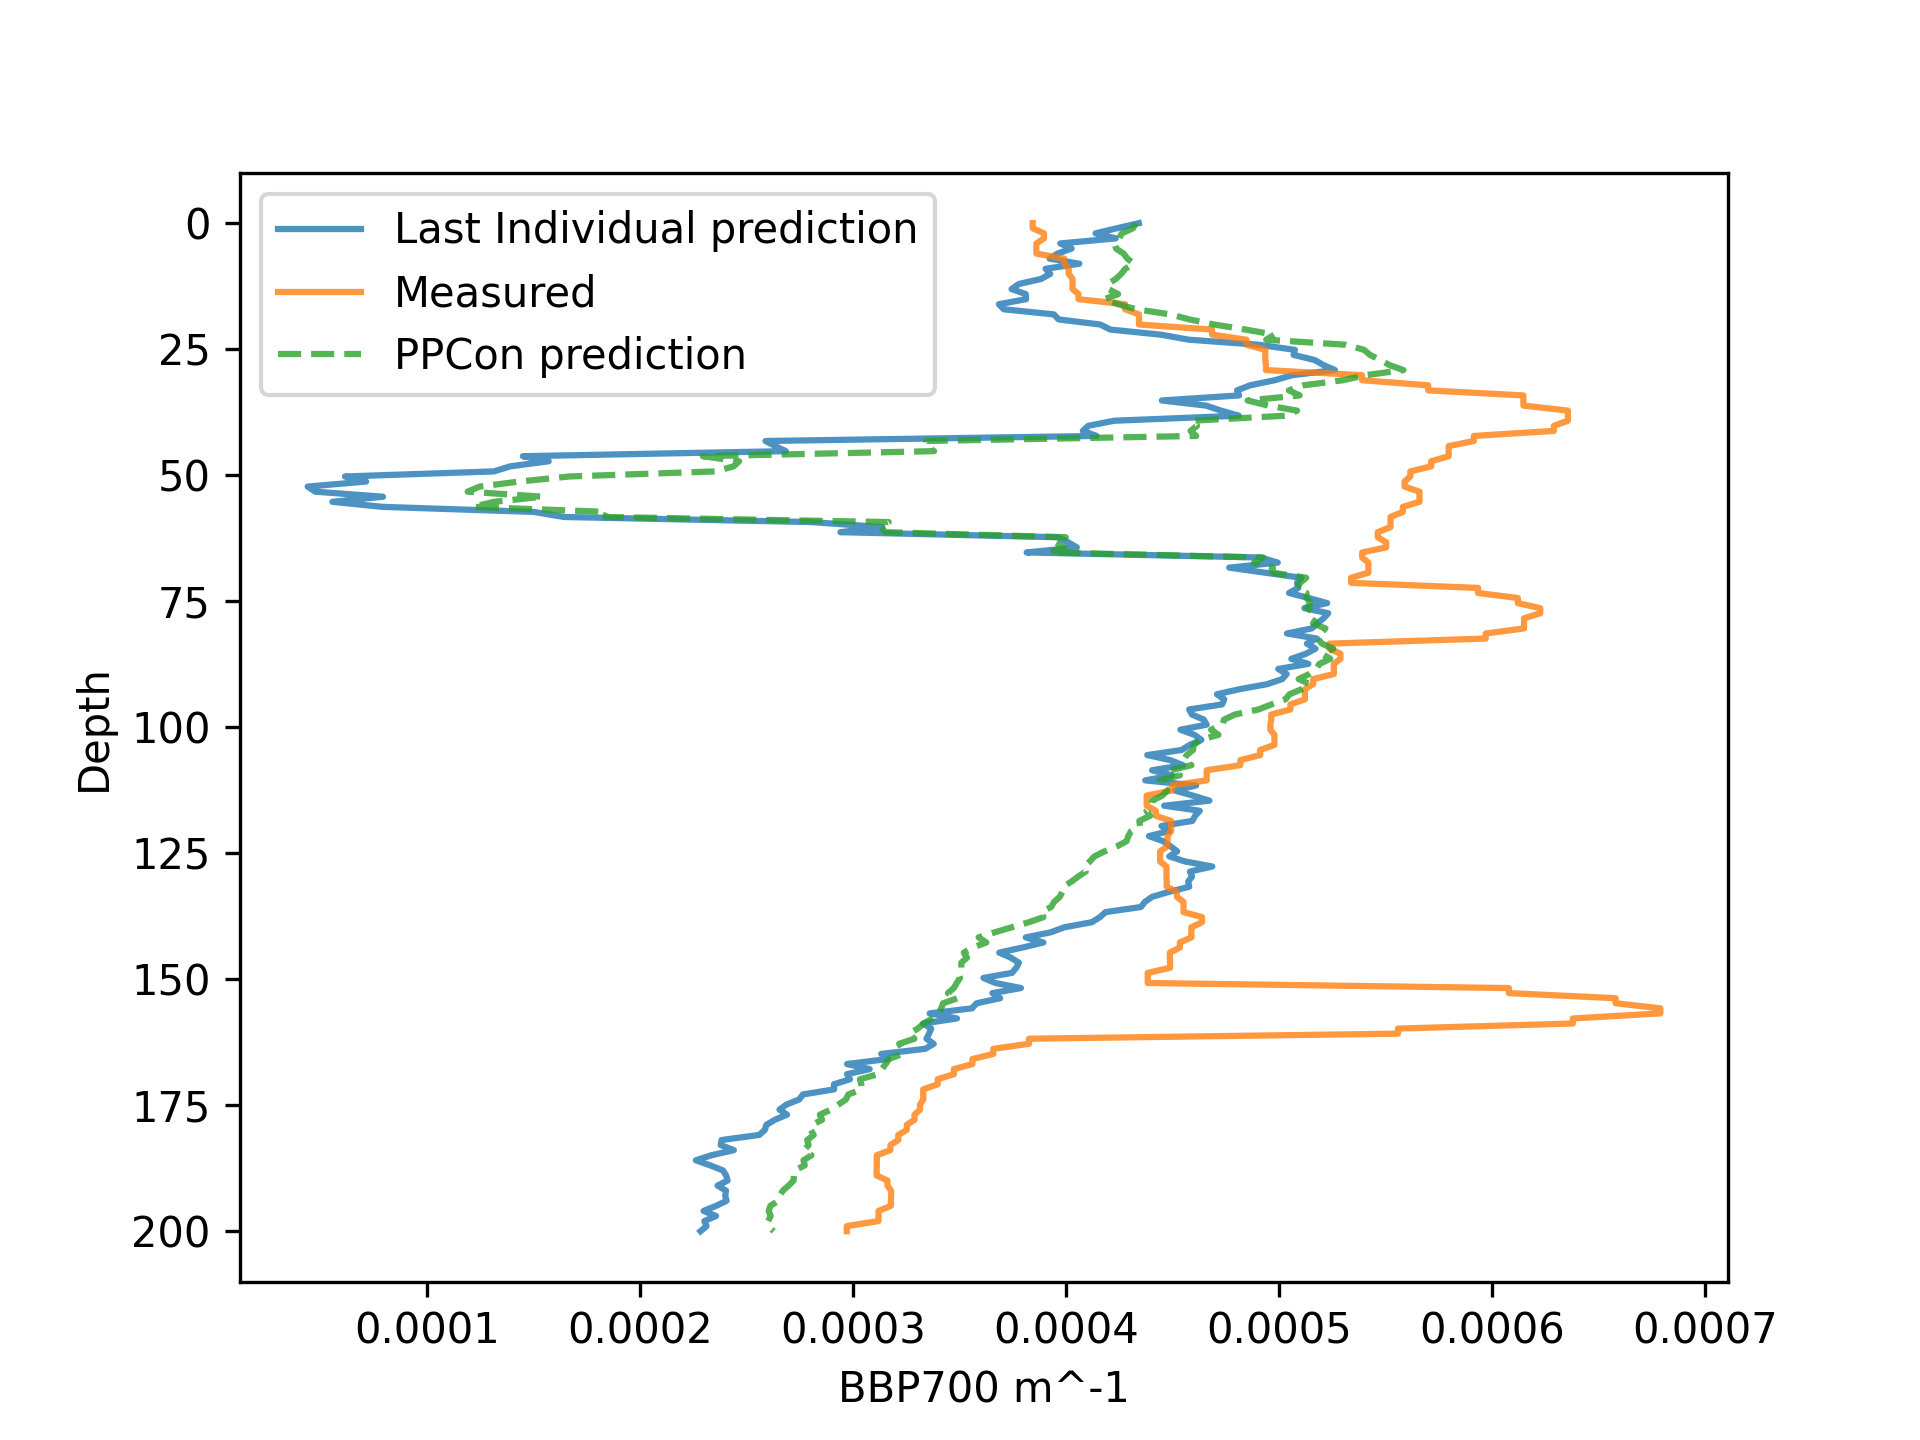 Last Individual prediction
Measured
PPCon prediction
0
25
50
75
100
125
150
175
200
Depth
0.0001 0.0002 0.0003 0.0004 0.0005 0.0006 0.0007
BBP700 m^-1